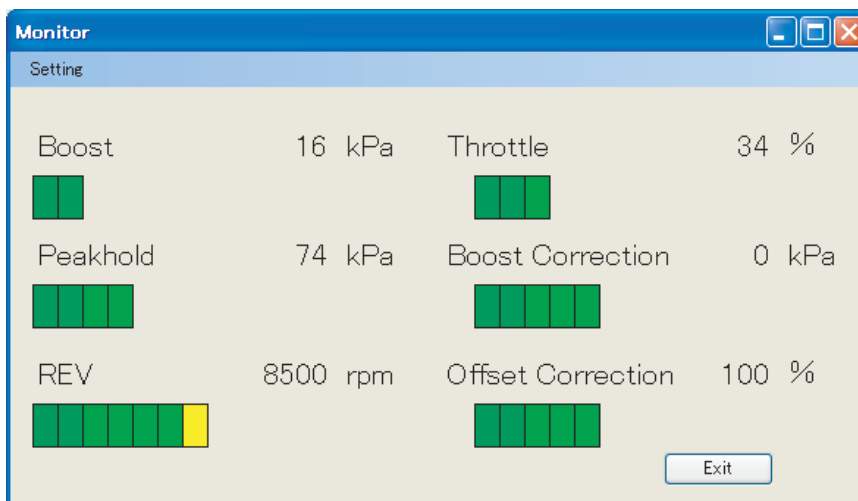 Monitor
Setting
Boost 16 kPa Throttle 34 %
Peakhold 74 kPa Boost Correction 0 kPa
REV 8500 rpm Offset Correction 100 %
Exit